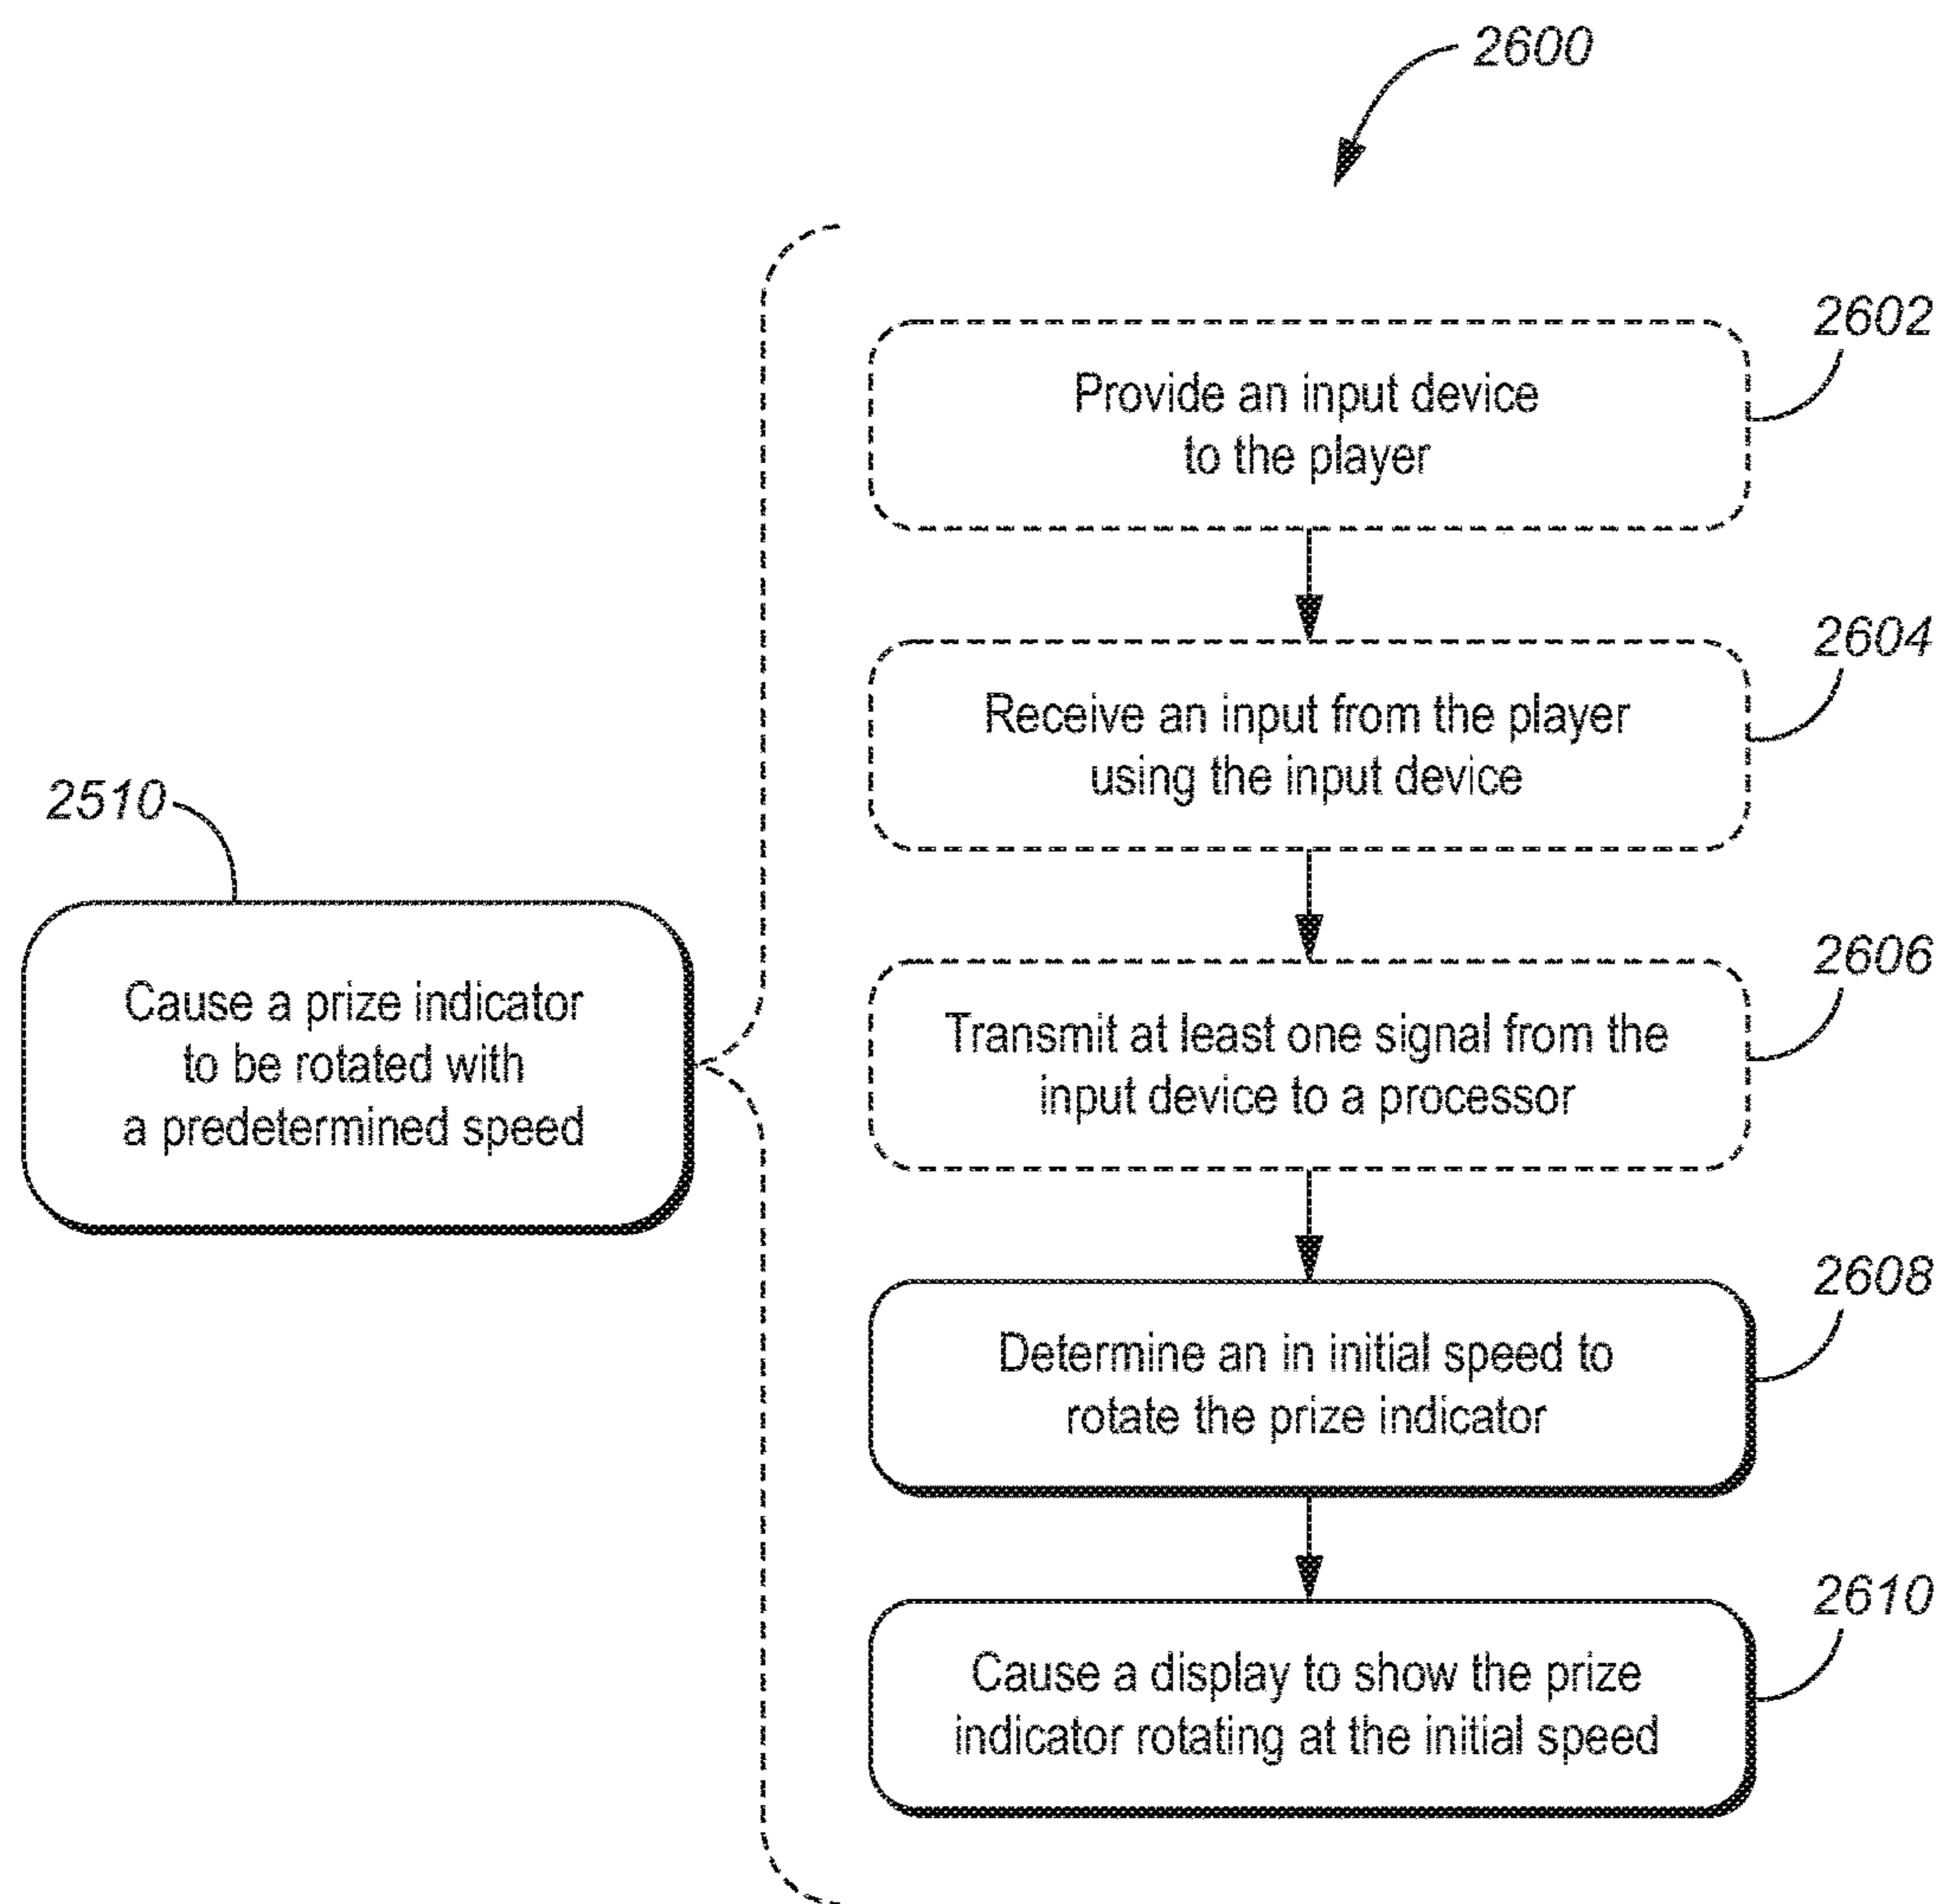 2600
2602
Provide an input device
to the player
2604
Receive an input from the player
using the input device
2510
Cause a prize indicator
to be rotated with
a predetermined speed
2606
Transmit at least one signal from the
input device to a processor
2608
Determine an in initial speed to
rotate the prize indicator
2610
Cause a display to show the prize
indicator rotating at the initial speed